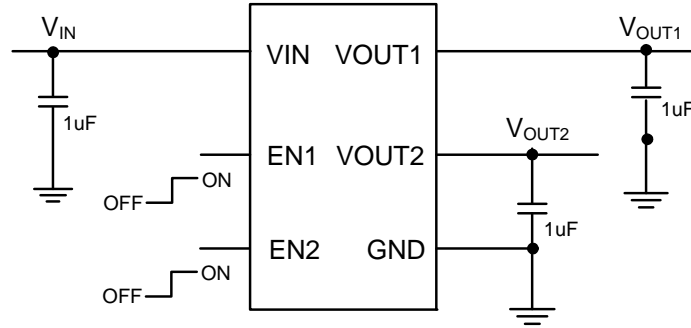 VIN
VIN VOUT1
VOUT1
1uF
1uF
EN1 VOUT2
VOUT2
ON
OFF
1uF
EN2 GND
ON
OFF